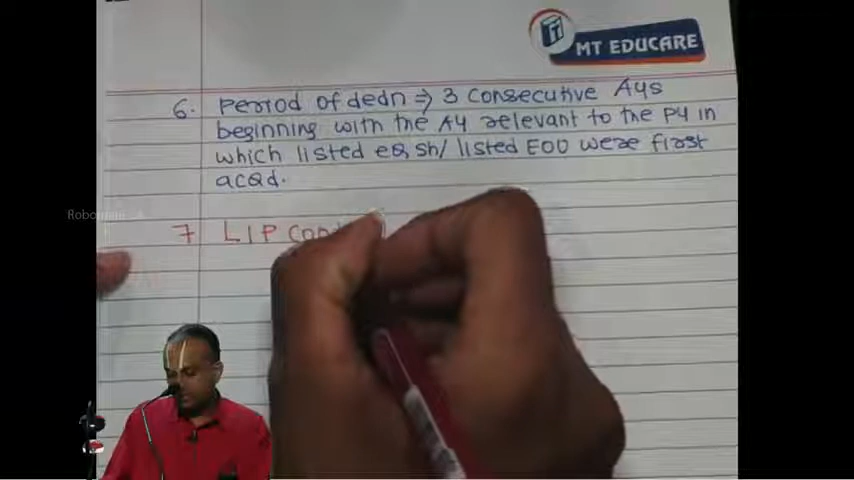 MT EDUCARE
6. Period of dedn ⇒ 3 consecutive AYs
beginning with the AY relevant to the PY in
which listed eq sh/ listed EOU were first
acqd.
7 LIP